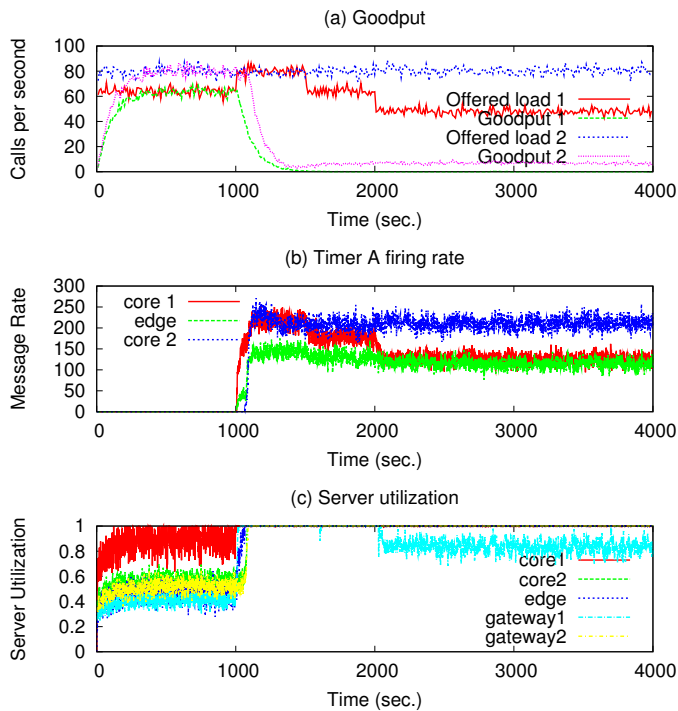 (a) Goodput
Calls per second
100
80
60
40
20
0
Offered load 1
Goodput 1
Offered load 2
Goodput 2
0 1000 2000 3000 4000
Time (sec.)
(b) Timer A firing rate
Message Rate
300
250
200
150
100
50
0
core 1
edge
core 2
0 1000 2000 3000 4000
Time (sec.)
(c) Server utilization
Server Utilization
1
0.8
0.6
0.4
0.2
0
core1
core2
edge
gateway1
gateway2
0 1000 2000 3000 4000
Time (sec.)